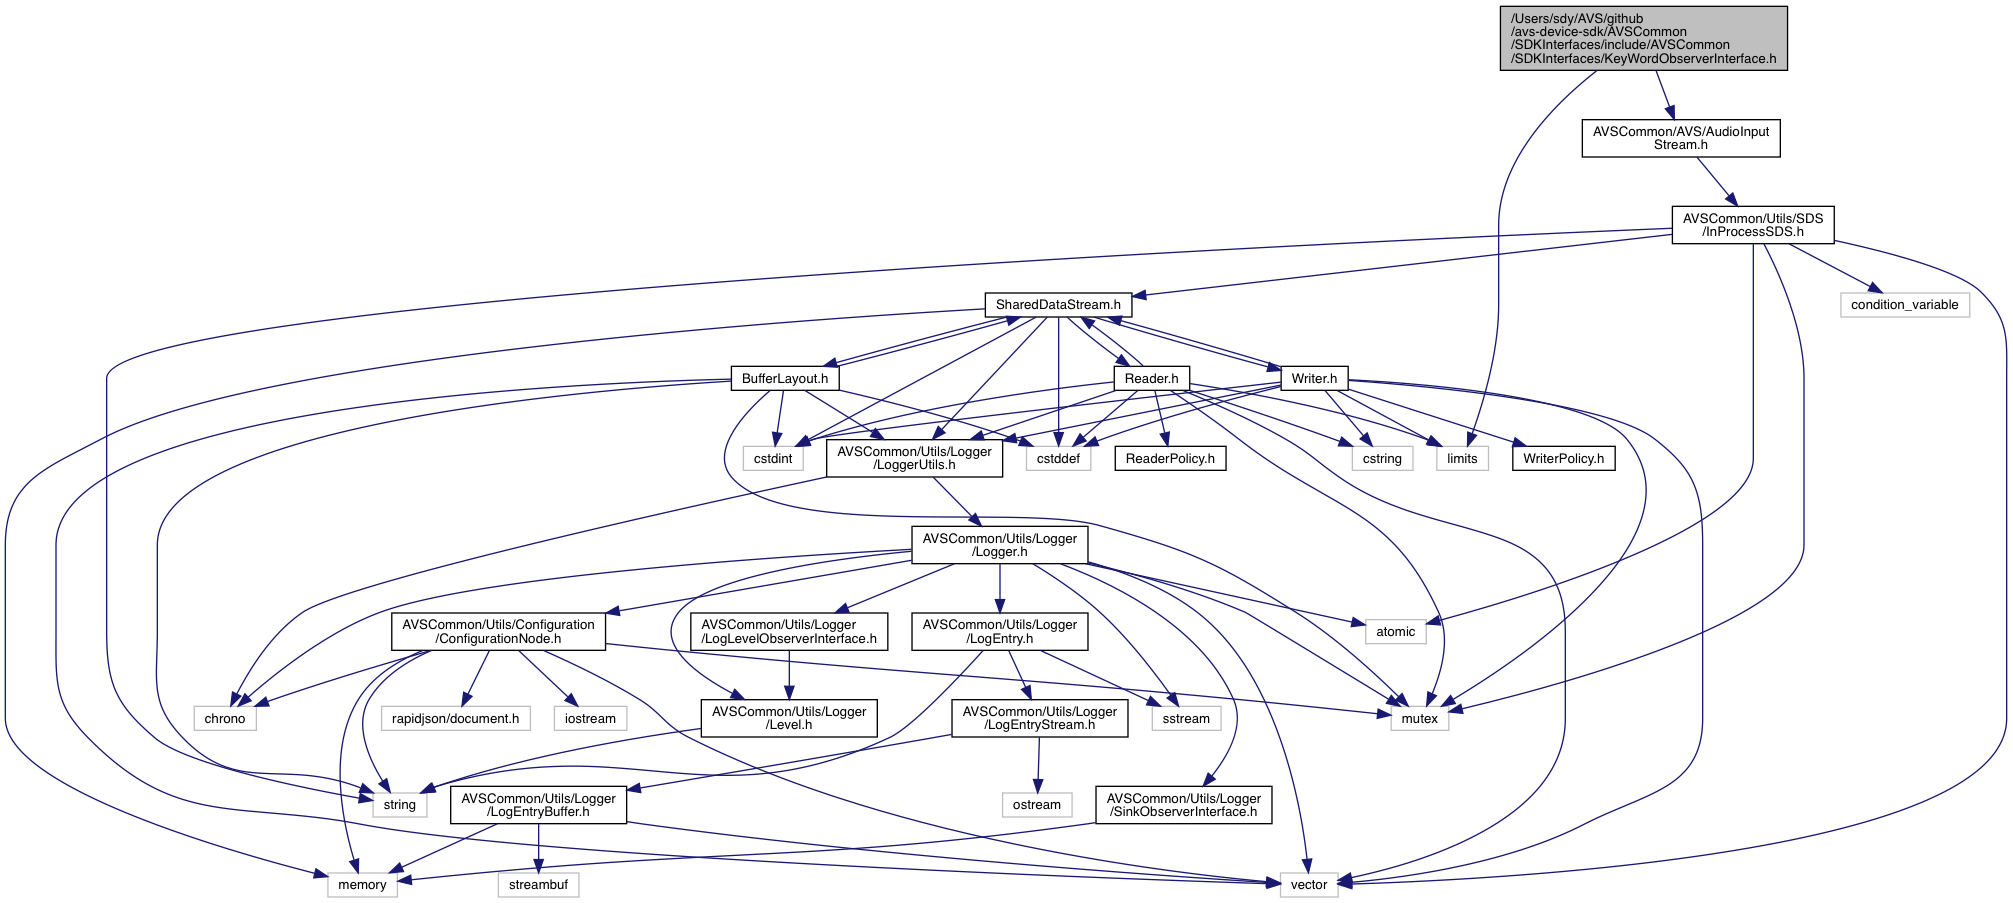 /Users/sdy/AVS/github
/avs-device-sdk/AVSCommon
/SDKInterfaces/include/AVSCommon
/SDKInterfaces/KeyWordObserverInterface.h
AVSCommon/AVS/AudioInput
Stream.h
AVSCommon/Utils/SDS
/InProcessSDS.h
SharedDataStream.h
condition_variable
BufferLayout.h
Reader.h
Writer.h
cstdint
AVSCommon/Utils/Logger
/LoggerUtils.h
cstddef
ReaderPolicy.h
cstring
limits
WriterPolicy.h
AVSCommon/Utils/Logger
/Logger.h
AVSCommon/Utils/Configuration
/ConfigurationNode.h
AVSCommon/Utils/Logger
/LogLevelObserverInterface.h
AVSCommon/Utils/Logger
/LogEntry.h
atomic
chrono
rapidjson/document.h
iostream
AVSCommon/Utils/Logger
/Level.h
AVSCommon/Utils/Logger
/LogEntryStream.h
sstream
mutex
string
AVSCommon/Utils/Logger
/LogEntryBuffer.h
ostream
AVSCommon/Utils/Logger
/SinkObserverInterface.h
memory
streambuf
vector